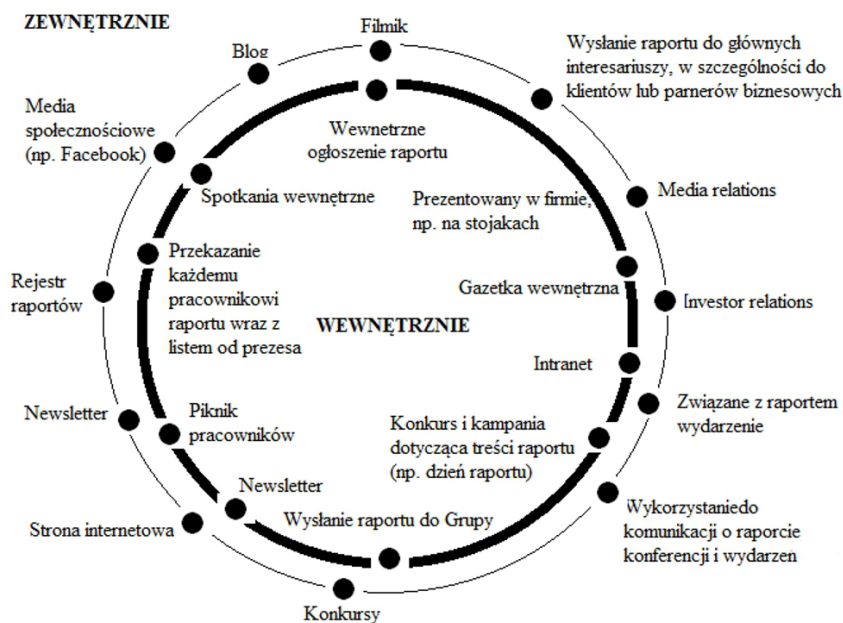 ZEWNĘTRZNIE
Filmik
Blog
Wysłanie raportu do głównych
interesariuszy, w szczególności do
klientów lub parnerów biznesowych
Media
społecznościowe
(np. Facebook)
Wewnetrzne
ogłoszenie raportu
Spotkania wewnętrzne
Prezentowany w firmie,
np. na stojakach
Media relations
Przekazanie
każdemu
pracownikowi
raportu wraz z
listem od prezesa
Rejestr
raportów
Gazetka wewnętrzna
Investor relations
WEWNĘTRZNIE
Intranet
Newsletter
Piknik
pracowników
Konkurs i kampania
dotycząca treści raportu
(np. dzień raportu)
Związane z raportem
wydarzenie
Newsletter
Strona internetowa
Wysłanie raportu do Grupy
Wykorzystaniedo
komunikacji o raporcie
konferencji i wydarzeń
Konkursy